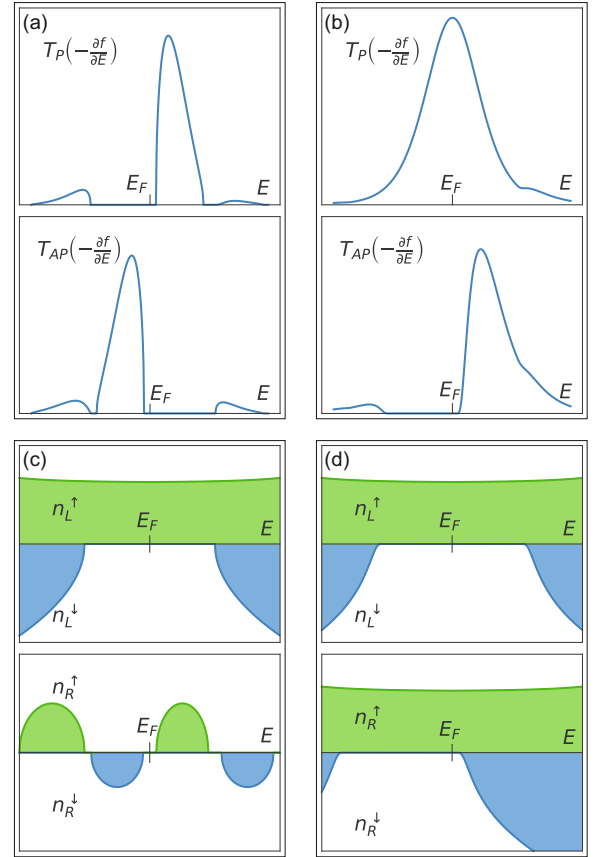 (a)
T_P(−∂f/∂E)
E_F
E
T_AP(−∂f/∂E)
E_F
E
(b)
T_P(−∂f/∂E)
E_F
E
T_AP(−∂f/∂E)
E_F
E
(c)
n_L↑
E_F
E
n_L↓
n_R↑
E_F
E
n_R↓
(d)
n_L↑
E_F
E
n_L↓
n_R↑
E_F
E
n_R↓